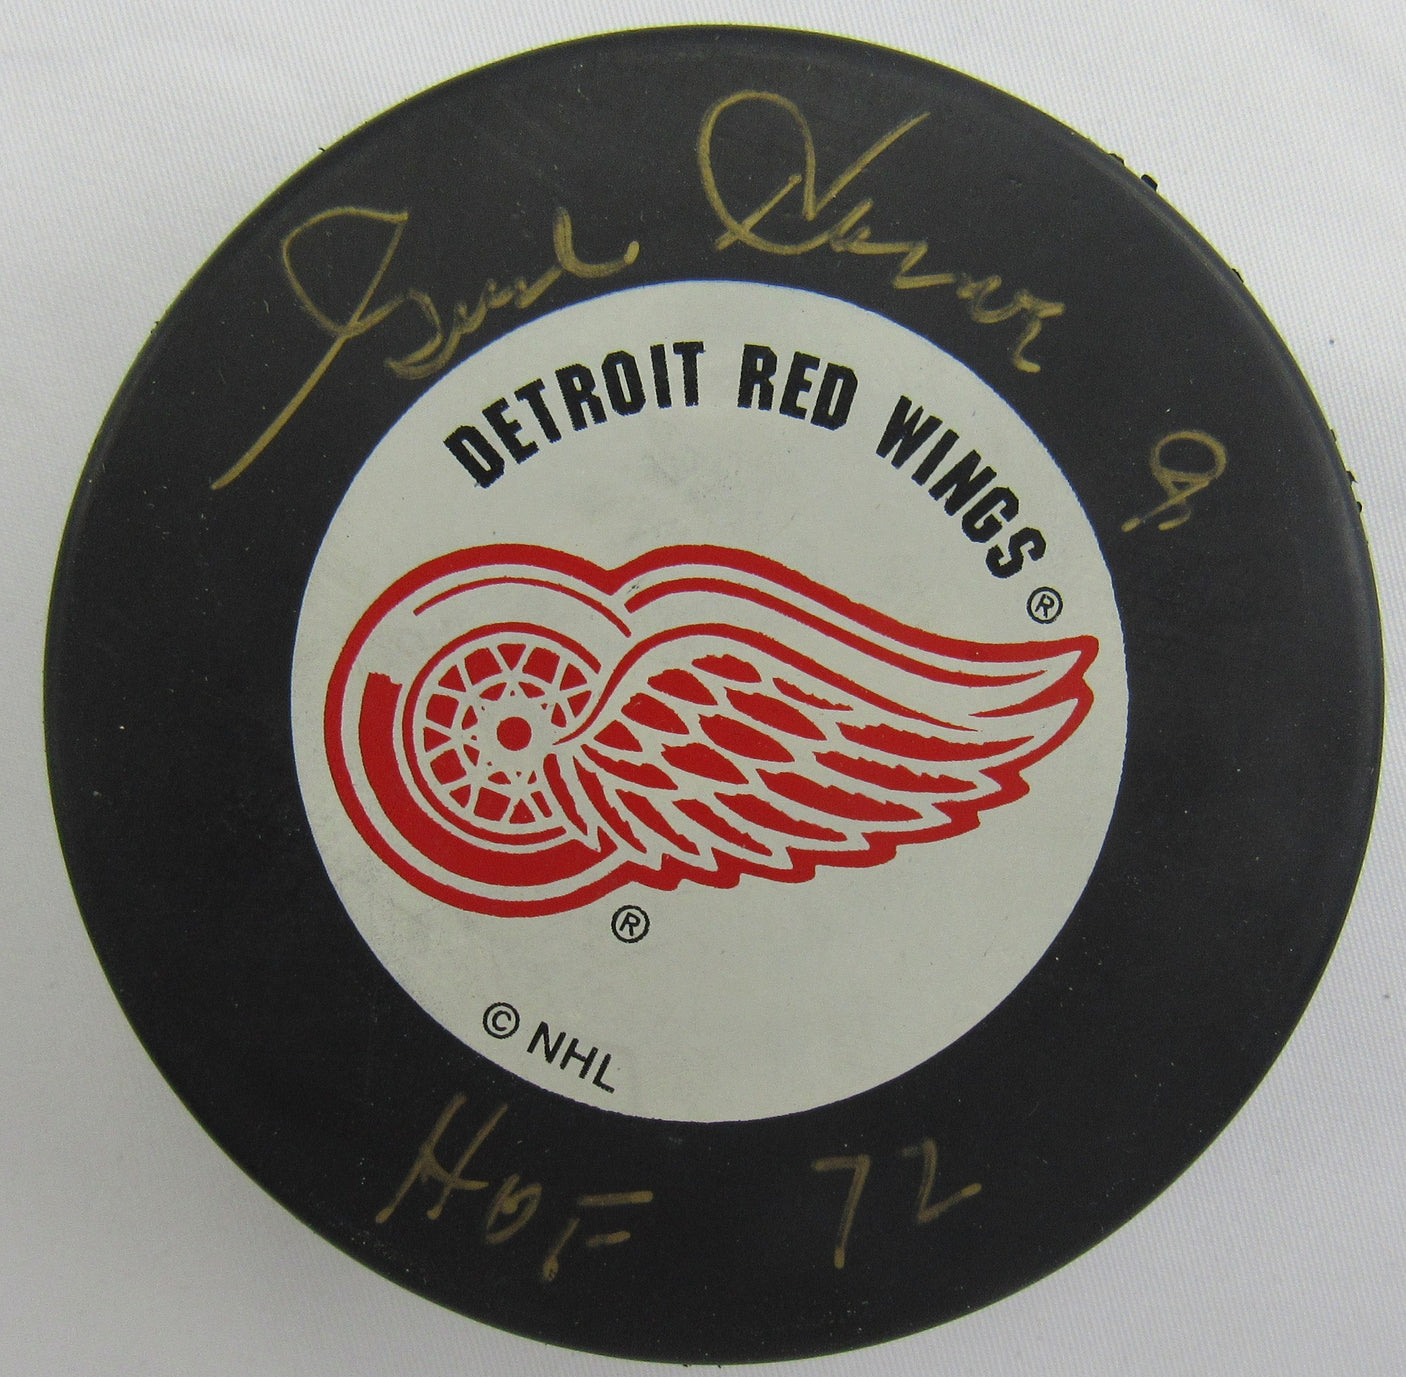 DETROIT RED WINGS ®
®
© NHL
9
HOF 72